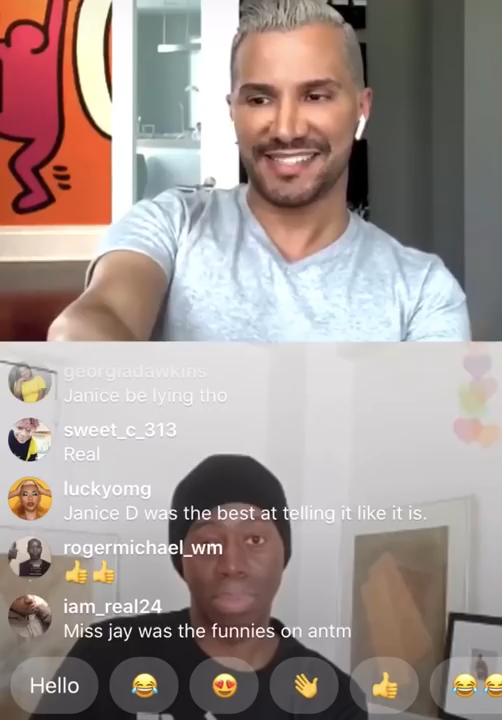 georgiadawkins
Janice be lying tho
sweet_c_313
Real
luckyomg
Janice D was the best at telling it like it is.
rogermichael_wm
👍👍
iam_real24
Miss jay was the funnies on antm
Hello 😂 😍 👋 👍 😂😂